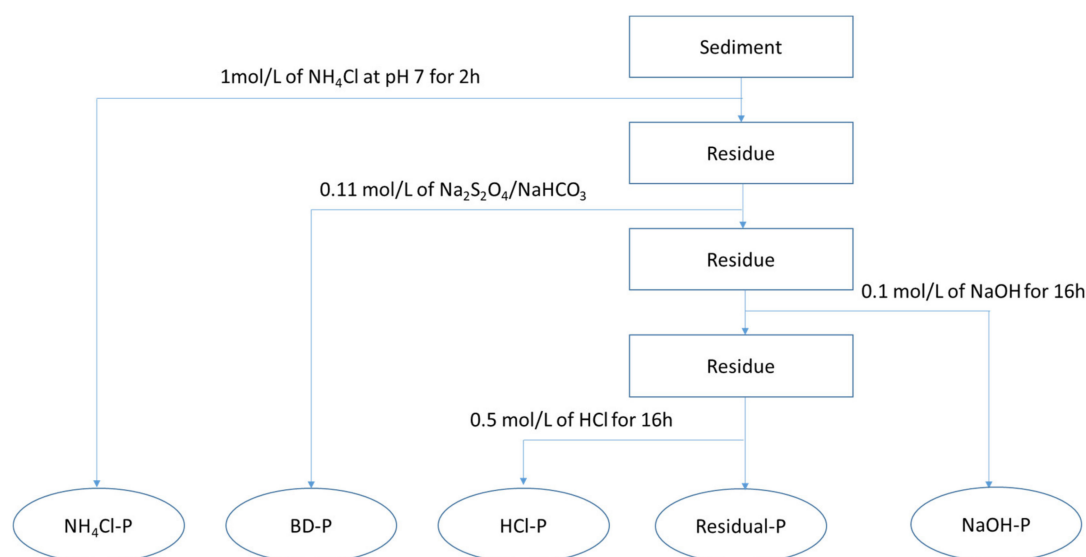 Sediment
1mol/L of NH₄Cl at pH 7 for 2h
Residue
0.11 mol/L of Na₂S₂O₄/NaHCO₃
Residue
0.1 mol/L of NaOH for 16h
Residue
0.5 mol/L of HCl for 16h
NH₄Cl-P
BD-P
HCl-P
Residual-P
NaOH-P